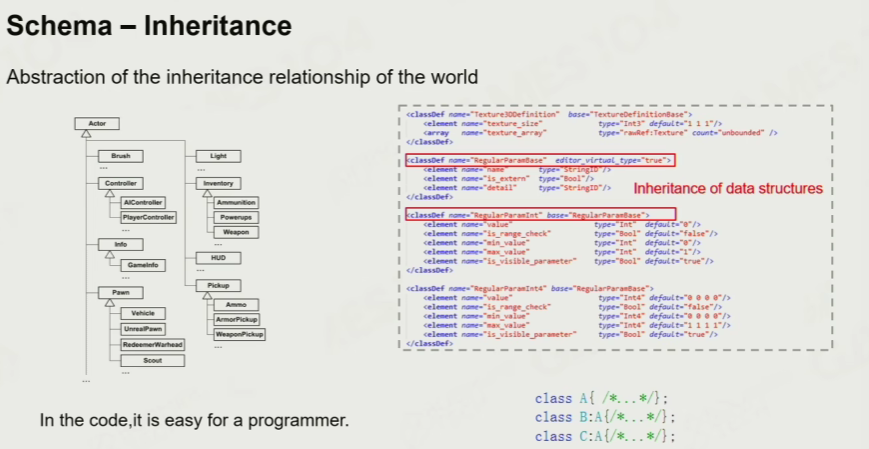 Schema – Inheritance
Abstraction of the inheritance relationship of the world
Actor
Brush
...
Controller
AIController
PlayerController
...
Info
GameInfo
...
Pawn
Vehicle
UnrealPawn
RedeemerWarhead
Scout
...
...
Light
...
Inventory
Ammunition
Powerups
Weapon
...
HUD
...
Pickup
Ammo
ArmorPickup
WeaponPickup
...
<classDef name="Texture3DDefinition" base="TextureDefinitionBase">
<element name="texture_size" type="Int3" default="1 1 1"/>
<array name="texture_array" type="rawRef:Texture" count="unbounded" />
</classDef>
<classDef name="RegularParamBase" editor_virtual_type="true">
<element name="name" type="StringID"/>
<element name="is_extern" type="Bool"/>
<element name="detail" type="StringID"/>
</classDef>
Inheritance of data structures
<classDef name="RegularParamInt" base="RegularParamBase">
<element name="value" type="Int" default="0"/>
<element name="is_range_check" type="Bool" default="false"/>
<element name="min_value" type="Int" default="0"/>
<element name="max_value" type="Int" default="1"/>
<element name="is_visible_parameter" type="Bool" default="true"/>
</classDef>
<classDef name="RegularParamInt4" base="RegularParamBase">
<element name="value" type="Int4" default="0 0 0 0"/>
<element name="is_range_check" type="Bool" default="false"/>
<element name="min_value" type="Int4" default="0 0 0 0"/>
<element name="max_value" type="Int4" default="1 1 1 1"/>
<element name="is_visible_parameter" type="Bool" default="true"/>
</classDef>
In the code,it is easy for a programmer.
class A{ /*...*/};
class B:A{/*...*/};
class C:A{/*...*/};